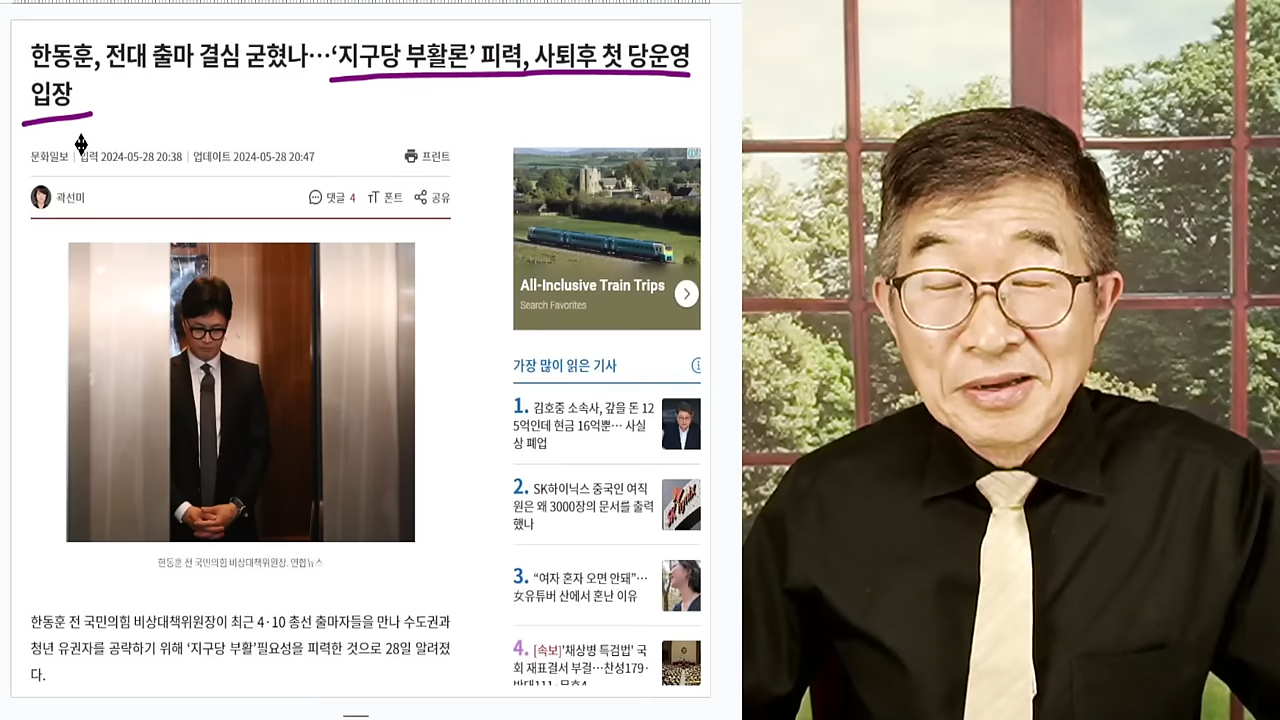 한동훈, 전대 출마 결심 굳혔나…‘지구당 부활론’ 피력, 사퇴후 첫 당운영
입장
문화일보 | 입력 2024-05-28 20:38 | 업데이트 2024-05-28 20:47
프린트
곽선미
댓글 4
폰트
공유
한동훈 전 국민의힘 비상대책위원장. 연합뉴스
한동훈 전 국민의힘 비상대책위원장이 최근 4·10 총선 출마자들을 만나 수도권과
청년 유권자를 공략하기 위해 ‘지구당 부활’필요성을 피력한 것으로 28일 알려졌
다.
All-Inclusive Train Trips
Search Favorites
가장 많이 읽은 기사
1. 김호중 소속사, 갚을 돈 12
5억인데 현금 16억뿐… 사실
상 폐업
2. SK하이닉스 중국인 여직
원은 왜 3000장의 문서를 출력
했나
3. “여자 혼자 오면 안돼”…
女유튜버 산에서 혼난 이유
4. [속보]‘채상병 특검법’ 국
회 재표결서 부결…찬성179·
반대111·무효4